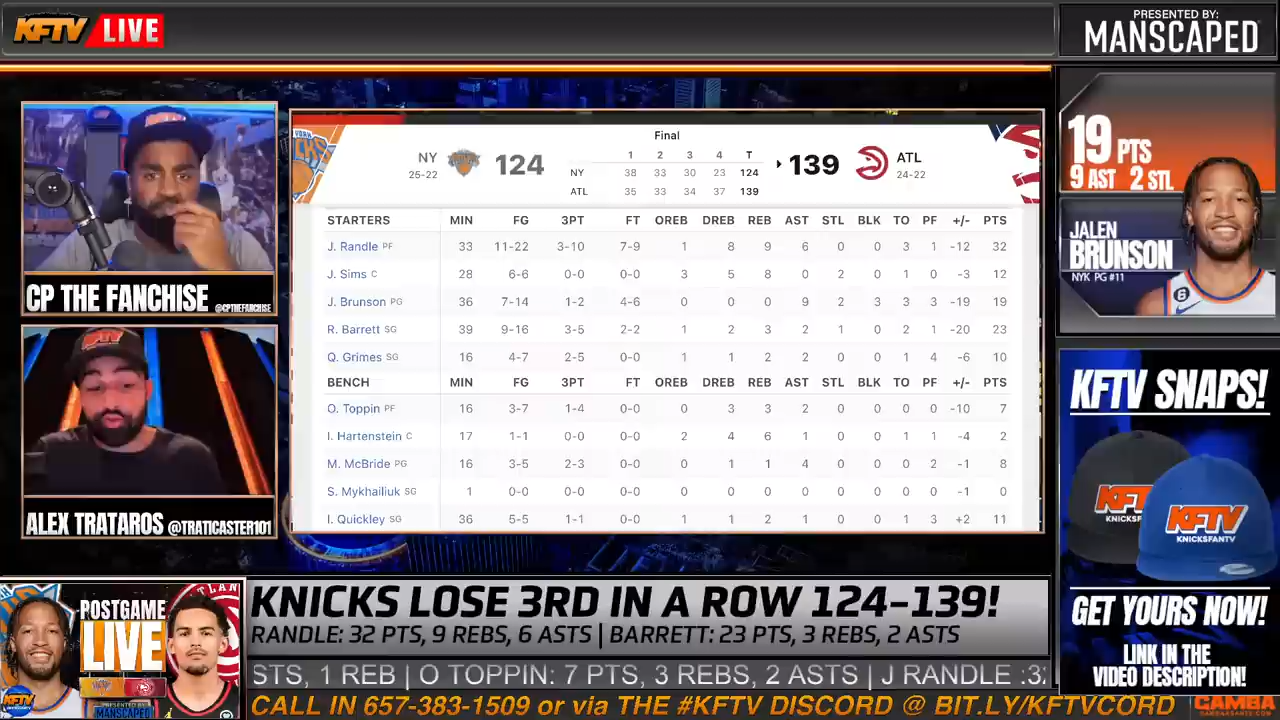 KFTV LIVE
PRESENTED BY:
MANSCAPED
19 PTS
9 AST 2 STL
JALEN
BRUNSON
NYK PG #11
CP THE FANCHISE @CPTHEFANCHISE
ALEX TRATAROS @TRATICASTER101
Final
NY 124 1 2 3 4 T 139 ATL
25-22 NY 38 33 30 23 124 24-22
ATL 35 33 34 37 139
STARTERS MIN FG 3PT FT OREB DREB REB AST STL BLK TO PF +/- PTS
J. Randle PF 33 11-22 3-10 7-9 1 8 9 6 0 0 3 1 -12 32
J. Sims C 28 6-6 0-0 0-0 3 5 8 0 2 0 1 0 -3 12
J. Brunson PG 36 7-14 1-2 4-6 0 0 0 9 2 3 3 3 -10 19
R. Barrett SG 39 9-16 3-5 2-2 1 2 3 2 1 0 2 1 -20 23
Q. Grimes SG 16 4-7 2-5 0-0 1 1 2 2 0 0 1 4 -6 10
BENCH MIN FG 3PT FT OREB DREB REB AST STL BLK TO PF +/- PTS
O. Toppin PF 16 3-7 1-4 0-0 0 3 3 2 0 0 0 0 -10 7
I. Hartenstein C 17 1-1 0-0 0-0 2 4 6 1 0 0 1 1 -4 2
M. McBride PG 16 3-5 2-3 0-0 0 1 1 4 0 0 0 2 -1 8
S. Mykhailiuk SG 1 0-0 0-0 0-0 0 0 0 0 0 0 0 0 -1 0
I. Quickley SG 36 5-5 1-1 0-0 1 1 2 1 0 0 1 3 +2 11
KFTV SNAPS!
KFTV
KNICKSFANTV
GET YOURS NOW!
LINK IN THE
VIDEO DESCRIPTION!
POSTGAME
LIVE
PRESENTED BY:
MANSCAPED
KNICKS LOSE 3RD IN A ROW 124-139!
RANDLE: 32 PTS, 9 REBS, 6 ASTS | BARRETT: 23 PTS, 3 REBS, 2 ASTS
STS, 1 REB | O TOPPIN: 7 PTS, 3 REBS, 2 ASTS | J RANDLE :3
CALL IN 657-383-1509 or via THE #KFTV DISCORD @ BIT.LY/KFTVCORD
GAMBA